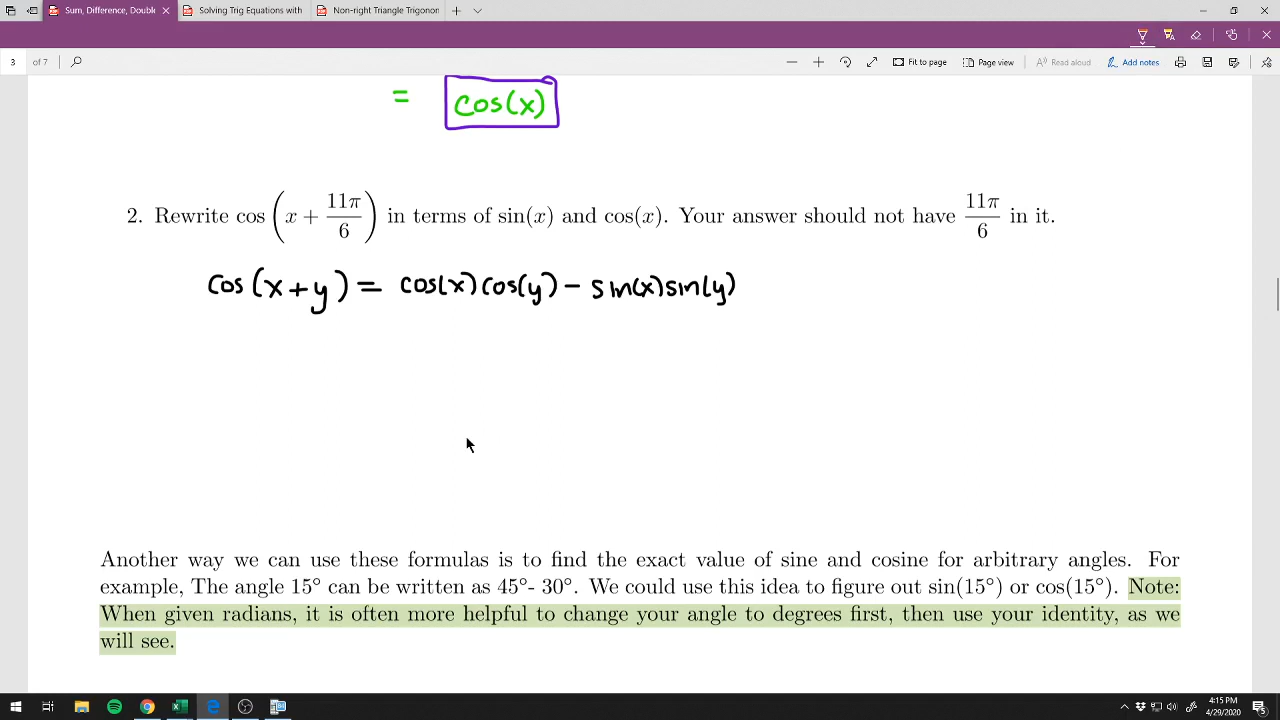 Sum, Difference, Double
Solving Trig Equations with
Non-right Triangle Trigonom
3 of 7
Fit to page
Page view
Read aloud
Add notes
= cos(x)
2. Rewrite cos(x + 11π/6) in terms of sin(x) and cos(x). Your answer should not have 11π/6 in it.
cos(x+y) = cos(x)cos(y) - sin(x)sin(y)
Another way we can use these formulas is to find the exact value of sine and cosine for arbitrary angles. For
example, The angle 15° can be written as 45°- 30°. We could use this idea to figure out sin(15°) or cos(15°). Note:
When given radians, it is often more helpful to change your angle to degrees first, then use your identity, as we
will see.
4:15 PM
4/29/2020